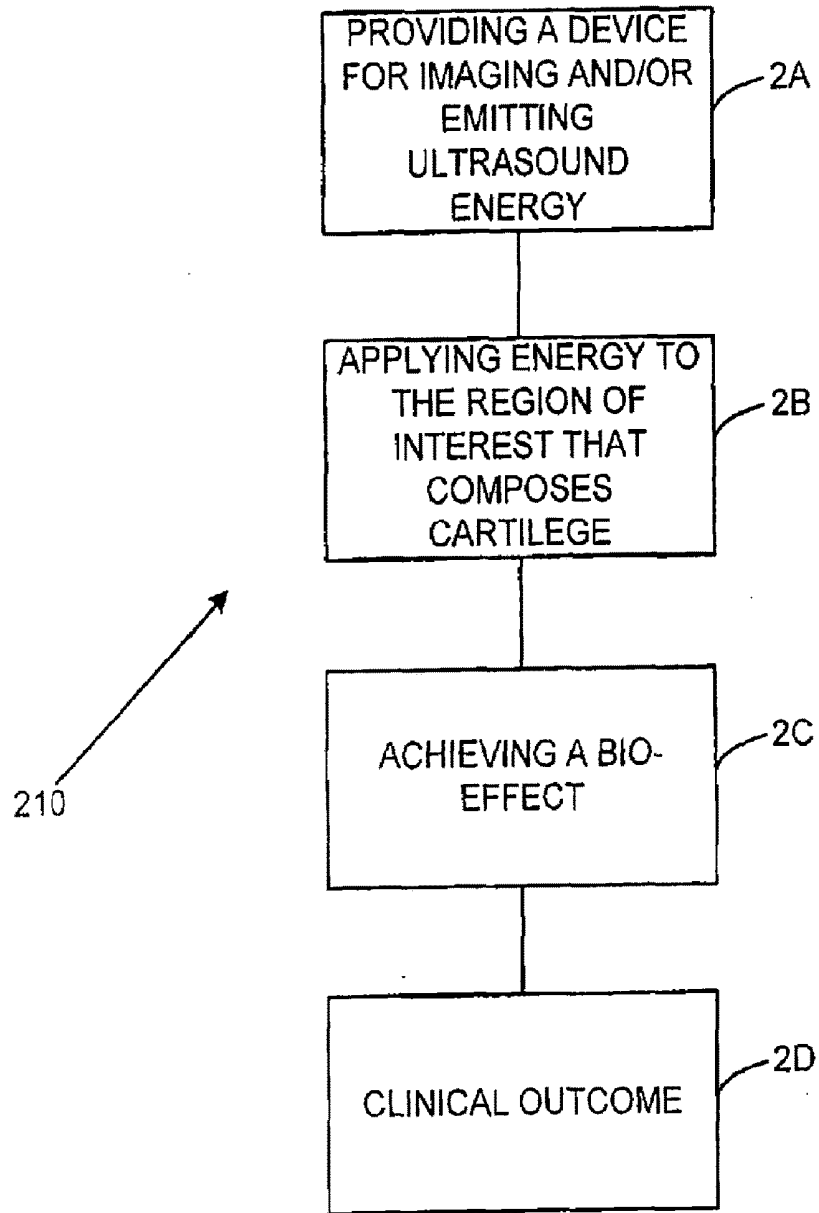 PROVIDING A DEVICE
FOR IMAGING AND/OR
EMITTING
ULTRASOUND
ENERGY
2A
APPLYING ENERGY TO
THE REGION OF
INTEREST THAT
COMPOSES
CARTILEGE
2B
210
ACHIEVING A BIO-
EFFECT
2C
CLINICAL OUTCOME
2D